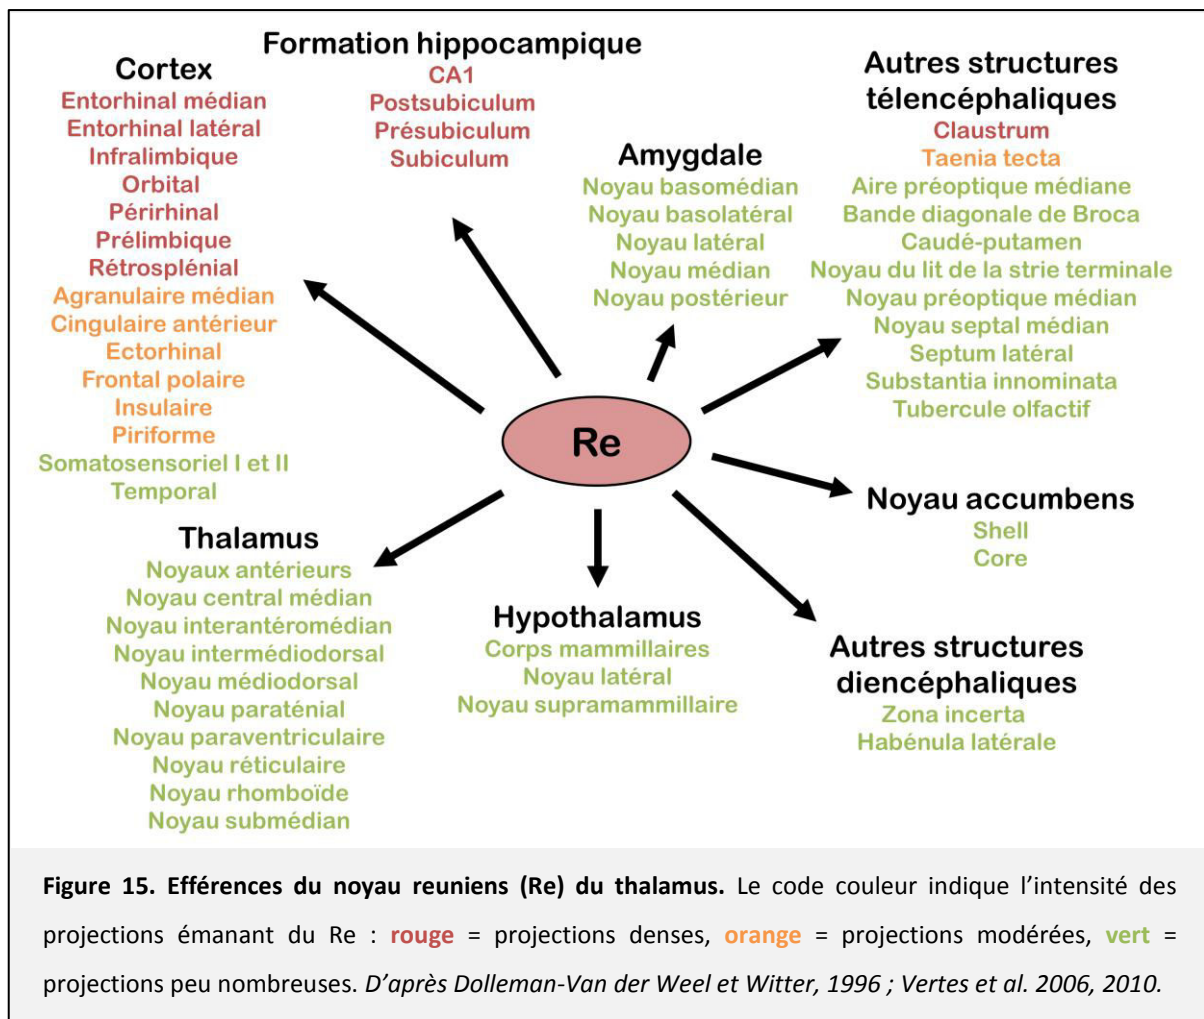 Formation hippocampique
CA1
Postsubiculum
Présubiculum
Subiculum
Cortex
Entorhinal médian
Entorhinal latéral
Infralimbique
Orbital
Périrhinal
Prélimbique
Rétrosplénial
Agranulaire médian
Cingulaire antérieur
Ectorhinal
Frontal polaire
Insulaire
Piriforme
Somatosensoriel I et II
Temporal
Amygdale
Noyau basomédian
Noyau basolatéral
Noyau latéral
Noyau médian
Noyau postérieur
Autres structures
télencéphaliques
Claustrum
Taenia tecta
Aire préoptique médiane
Bande diagonale de Broca
Caudé-putamen
Noyau du lit de la strie terminale
Noyau préoptique médian
Noyau septal médian
Septum latéral
Substantia innominata
Tubercule olfactif
Re
Noyau accumbens
Shell
Core
Thalamus
Noyaux antérieurs
Noyau central médian
Noyau interantéromédian
Noyau intermédiodorsal
Noyau médiodorsal
Noyau paraténial
Noyau paraventriculaire
Noyau réticulaire
Noyau rhomboïde
Noyau submédian
Hypothalamus
Corps mammillaires
Noyau latéral
Noyau supramammillaire
Autres structures
diencéphaliques
Zona incerta
Habénula latérale
Figure 15. Efférences du noyau reuniens (Re) du thalamus. Le code couleur indique l’intensité des
projections émanant du Re : rouge = projections denses, orange = projections modérées, vert =
projections peu nombreuses. D’après Dolleman-Van der Weel et Witter, 1996 ; Vertes et al. 2006, 2010.